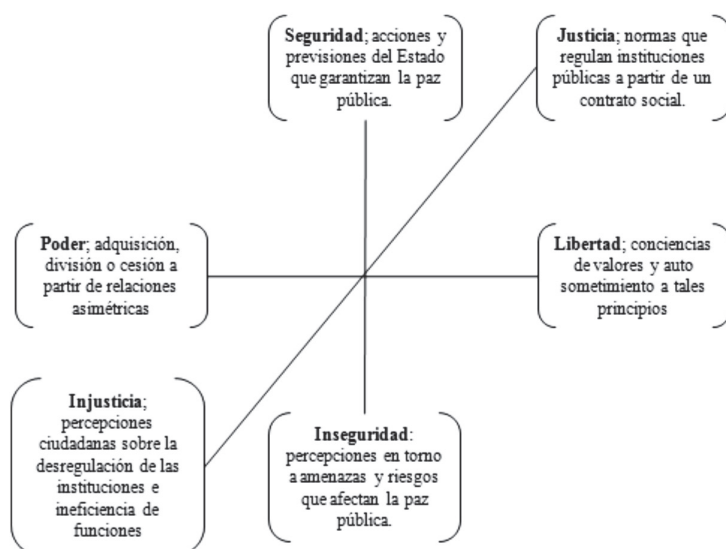 Seguridad; acciones y
previsiones del Estado
que garantizan la paz
pública.
Justicia; normas que
regulan instituciones
públicas a partir de un
contrato social.
Poder; adquisición,
división o cesión a
partir de relaciones
asimétricas
Libertad; conciencias
de valores y auto
sometimiento a tales
principios
Injusticia;
percepciones
ciudadanas sobre la
desregulación de las
instituciones e
ineficiencia de
funciones
Inseguridad:
percepciones en torno
a amenazas y riesgos
que afectan la paz
pública.